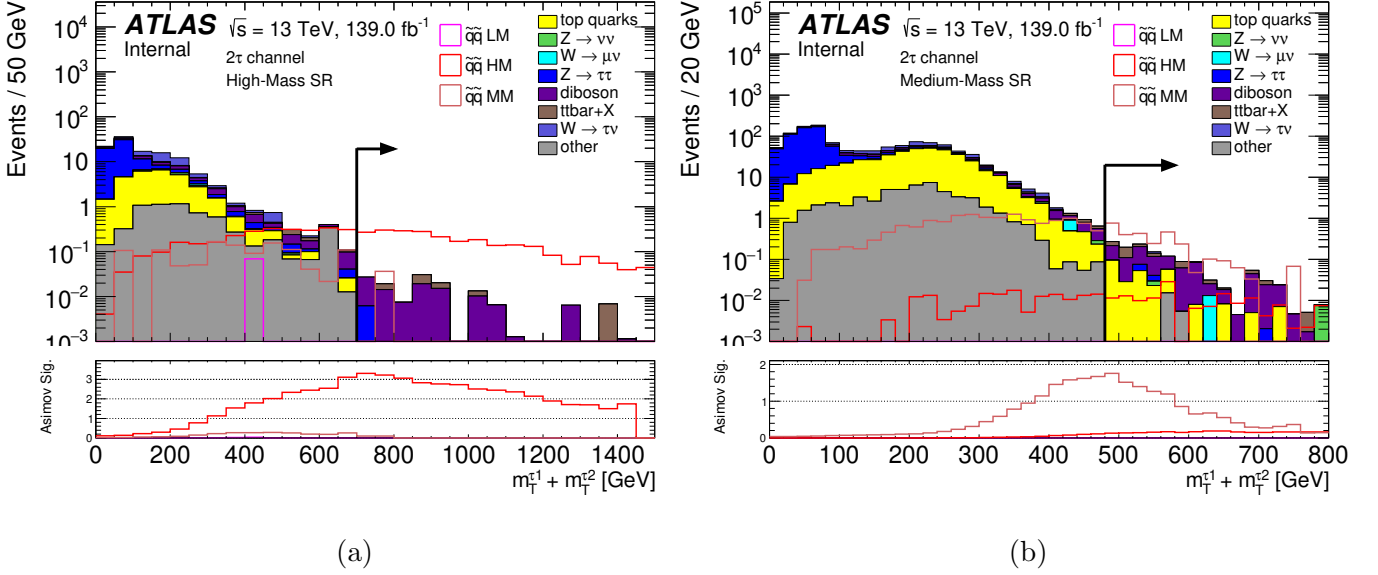 ATLAS
Internal
√s = 13 TeV, 139.0 fb⁻¹
2τ channel
High-Mass SR
q̃q̃ LM
q̃q̃ HM
q̃q̃ MM
top quarks
Z → νν
W → μν
Z → ττ
diboson
ttbar+X
W → τν
other
Events / 50 GeV
10⁴
10³
10²
10
1
10⁻¹
10⁻²
10⁻³
Asimov Sig.
3
2
1
0
0 200 400 600 800 1000 1200 1400
m_T^τ1 + m_T^τ2 [GeV]
(a)
ATLAS
Internal
√s = 13 TeV, 139.0 fb⁻¹
2τ channel
Medium-Mass SR
q̃q̃ LM
q̃q̃ HM
q̃q̃ MM
top quarks
Z → νν
W → μν
Z → ττ
diboson
ttbar+X
W → τν
other
Events / 20 GeV
10⁵
10⁴
10³
10²
10
1
10⁻¹
10⁻²
10⁻³
Asimov Sig.
2
1
0
0 100 200 300 400 500 600 700 800
m_T^τ1 + m_T^τ2 [GeV]
(b)